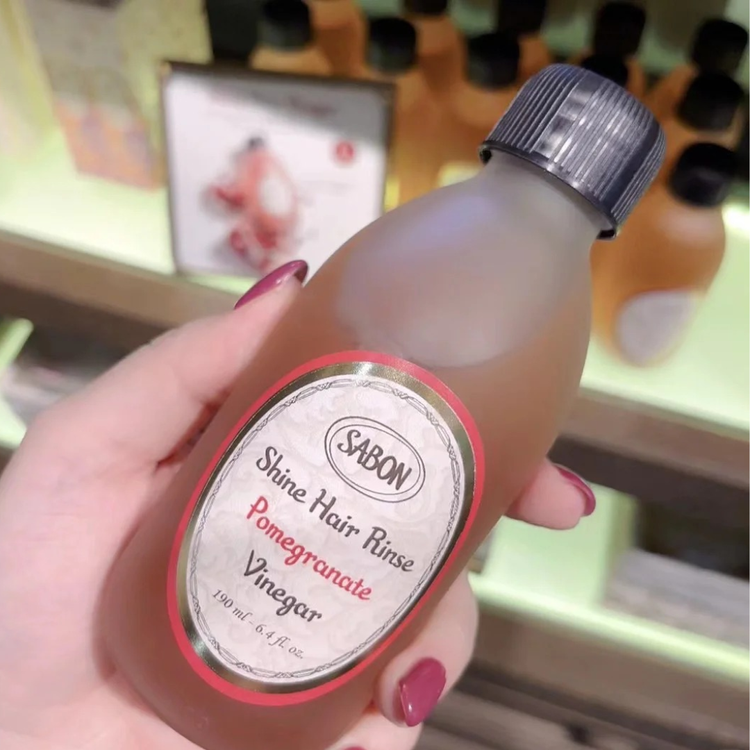 SABON
Shine Hair Rinse
Pomegranate
Vinegar
190 ml - 6.4 fl. oz.